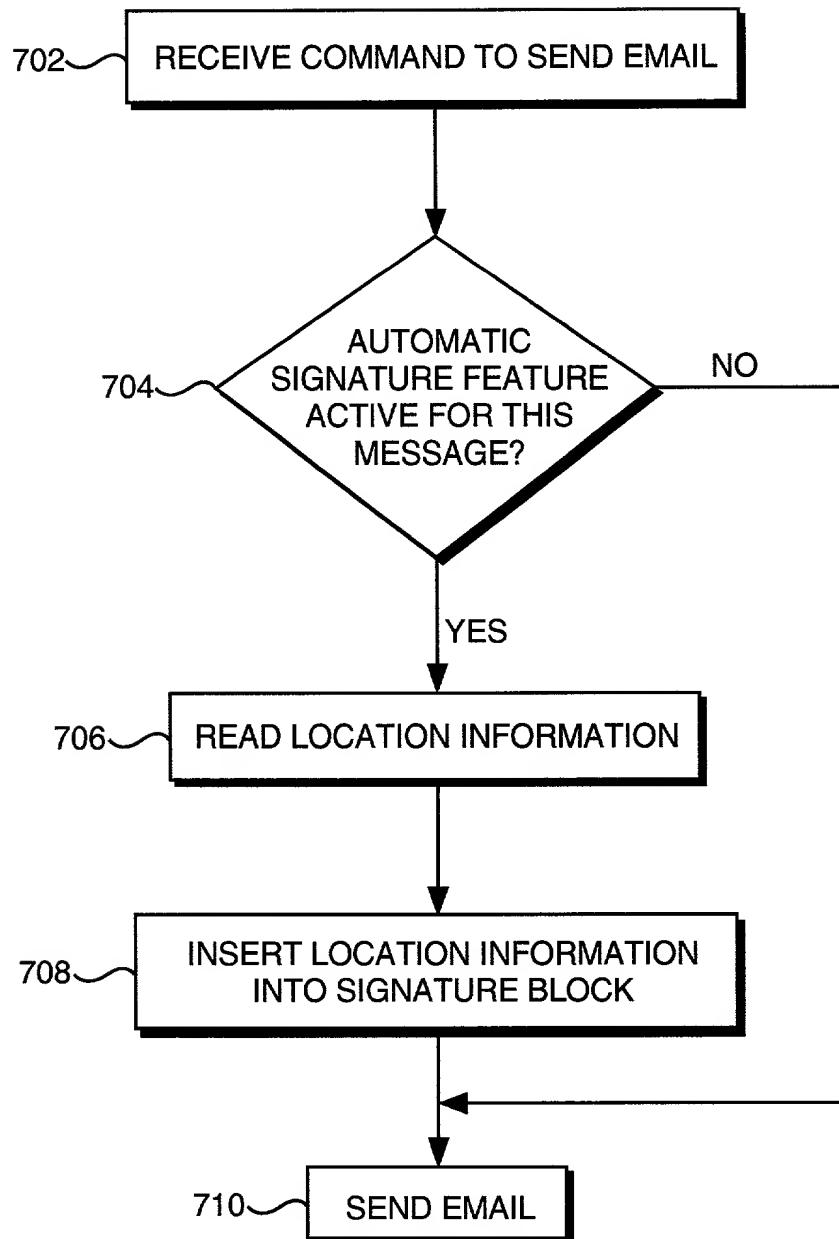 702
RECEIVE COMMAND TO SEND EMAIL
704
AUTOMATIC
SIGNATURE FEATURE
ACTIVE FOR THIS
MESSAGE?
NO
YES
706
READ LOCATION INFORMATION
708
INSERT LOCATION INFORMATION
INTO SIGNATURE BLOCK
710
SEND EMAIL